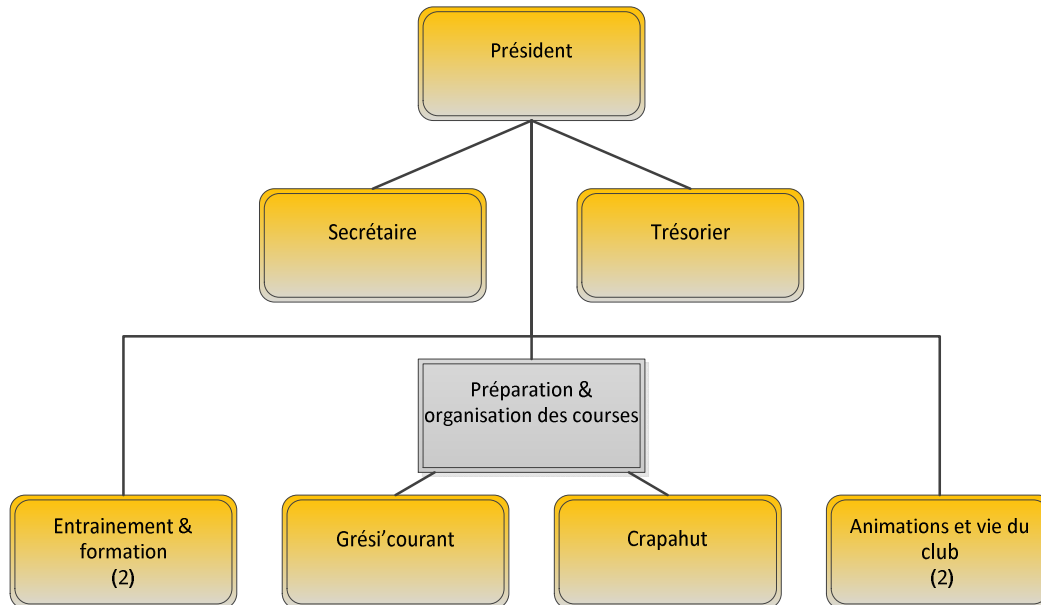 Président
Secrétaire
Trésorier
Préparation &
organisation des courses
Entrainement &
formation
(2)
Grési’courant
Crapahut
Animations et vie du
club
(2)